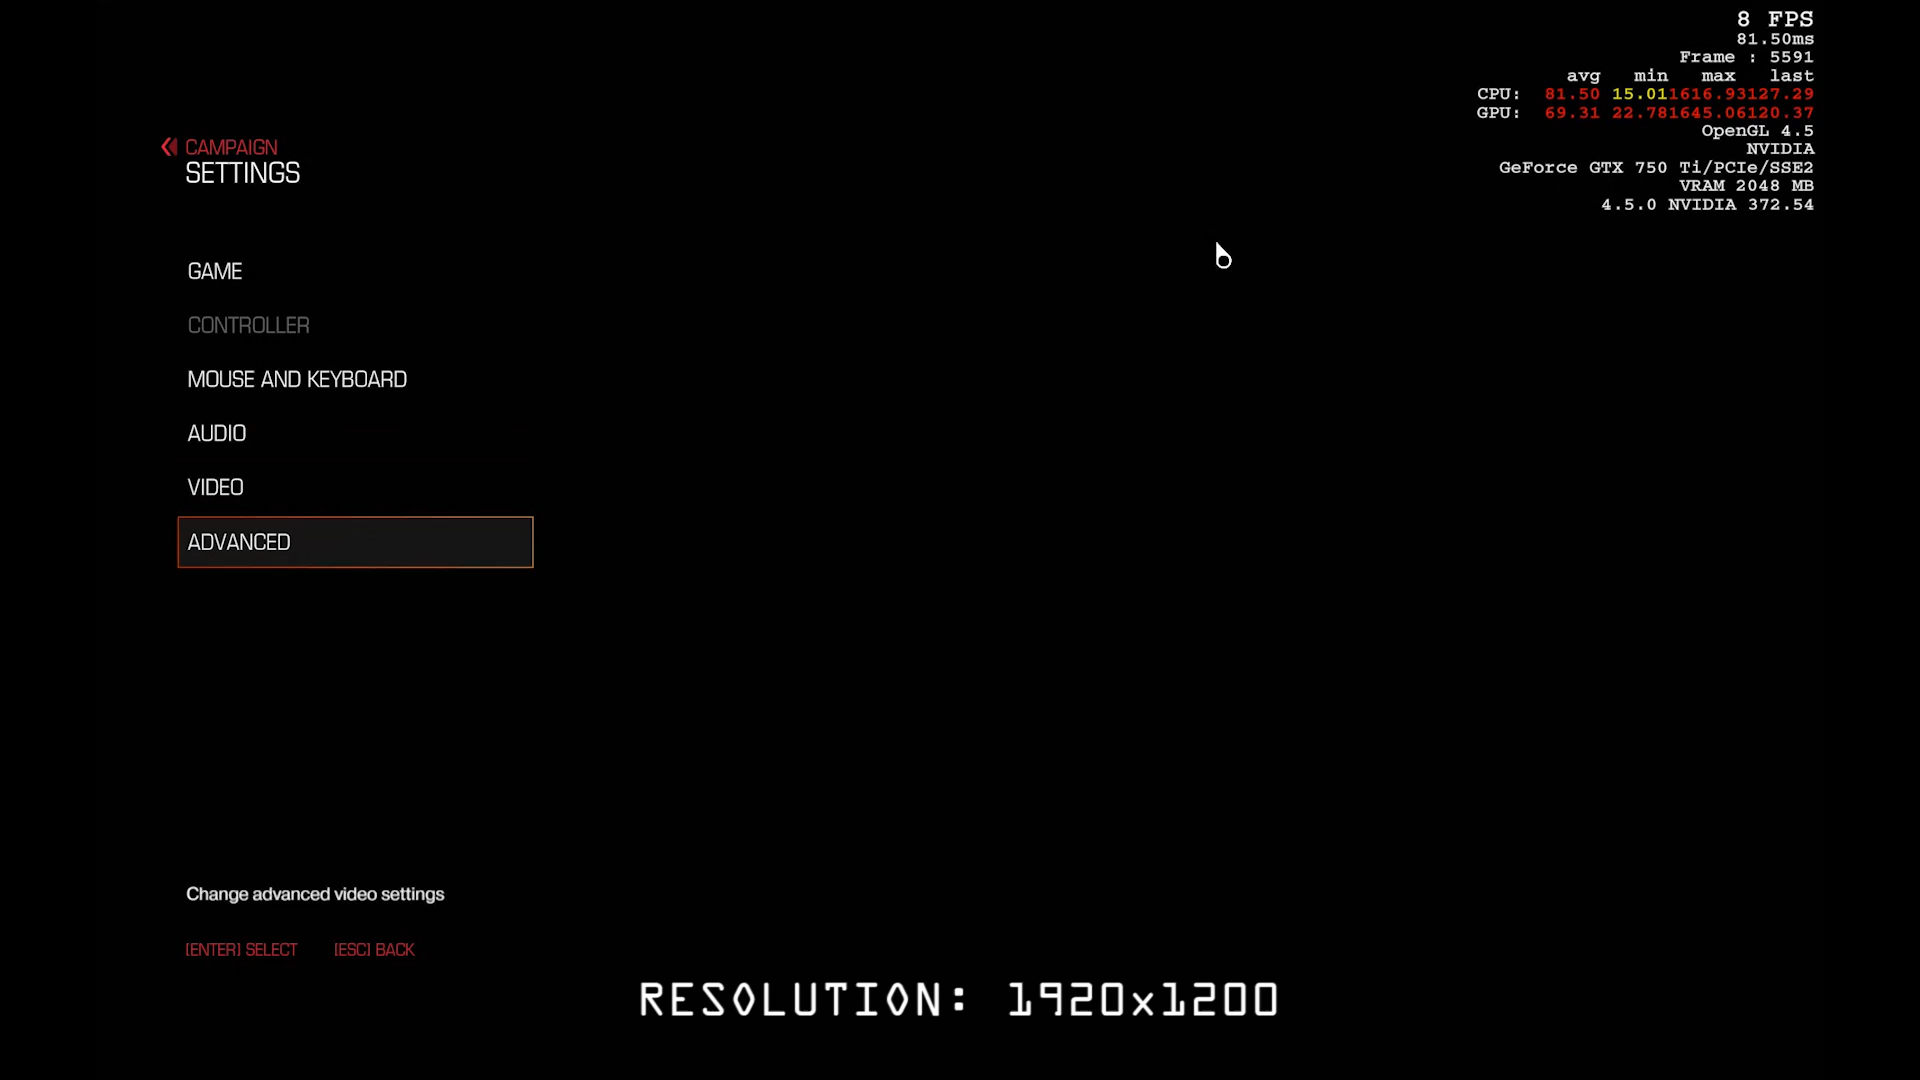 8 FPS
81.50ms
Frame : 5591
avg min max last
CPU: 81.50 15.011616.93127.29
GPU: 69.31 22.781645.06120.37
OpenGL 4.5
NVIDIA
GeForce GTX 750 Ti/PCIe/SSE2
VRAM 2048 MB
4.5.0 NVIDIA 372.54
CAMPAIGN
SETTINGS
GAME
CONTROLLER
MOUSE AND KEYBOARD
AUDIO
VIDEO
ADVANCED
Change advanced video settings
[ENTER] SELECT [ESC] BACK
RESOLUTION: 1920x1200